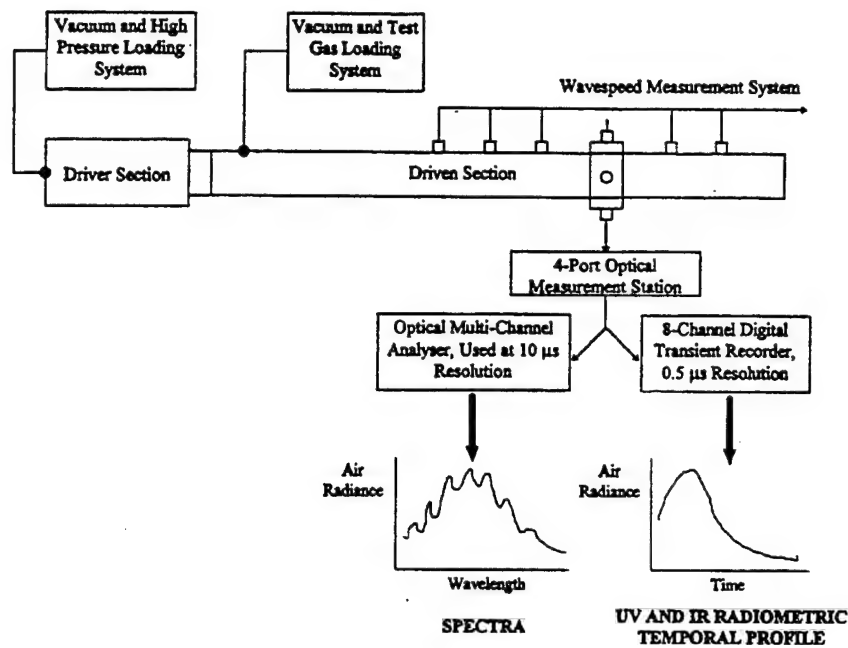 Vacuum and High
Pressure Loading
System
Vacuum and Test
Gas Loading
System
Wavespeed Measurement System
Driver Section
Driven Section
4-Port Optical
Measurement Station
Optical Multi-Channel
Analyser, Used at 10 μs
Resolution
8-Channel Digital
Transient Recorder,
0.5 μs Resolution
Air
Radiance
Wavelength
SPECTRA
Air
Radiance
Time
UV AND IR RADIOMETRIC
TEMPORAL PROFILE